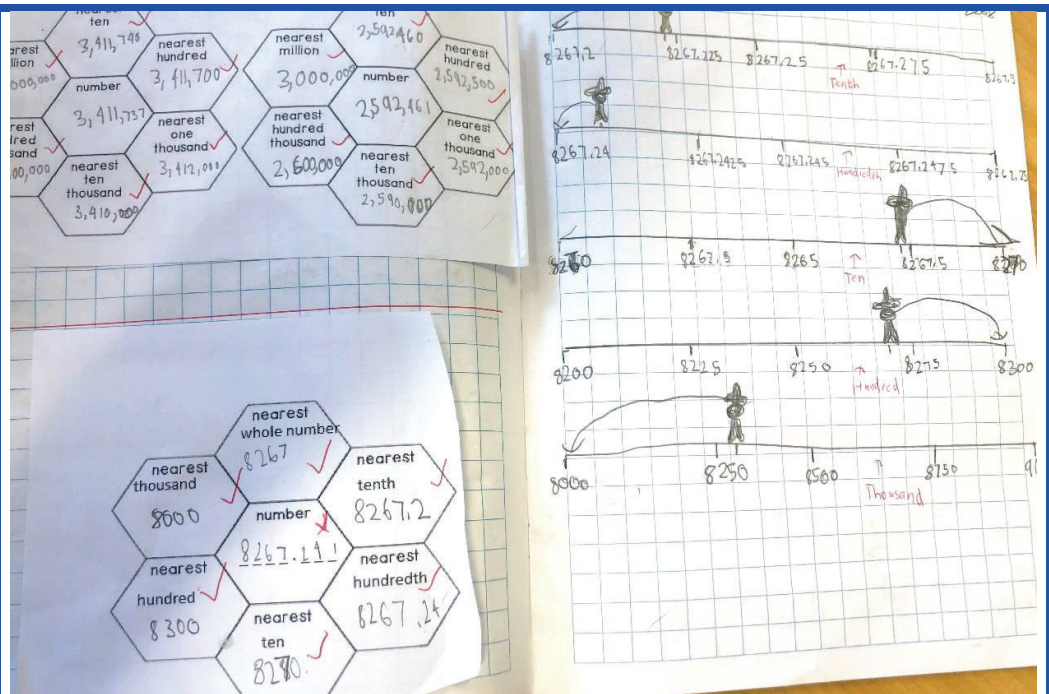 ten
3,411,740
nearest
hundred
3,411,700
number
3,411,737
nearest
one
thousand
3,412,000
nearest
ten
thousand
3,410,000
nearest
million
3,000,000
ten
2,592,460
nearest
hundred
2,592,500
number
2,592,461
nearest
hundred
thousand
2,600,000
nearest
one
thousand
2,592,000
nearest
ten
thousand
2,590,000
nearest
whole number
8267
nearest
thousand
8000
nearest
tenth
8267.2
number
nearest
hundred
8300
nearest
hundredth
8267.24
nearest
ten
8270.
8267.2 8267.225 8267.25 8267.275 8267.3
Tenth
8267.24 8267.2425 8267.245 8267.2475
Hundredth
8265 8267.5 8270
Ten
8200 8225 8250 8275 8300
Hundred
8000 8250 8500 8750
Thousand